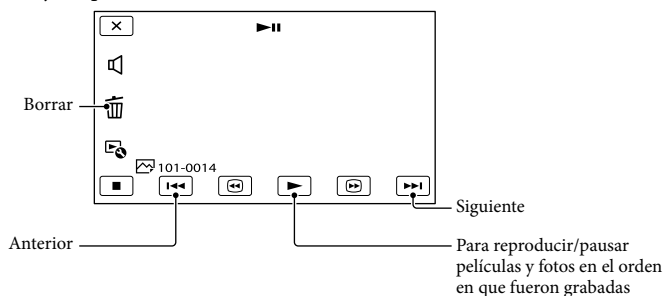 Borrar
101-0014
Anterior
Siguiente
Para reproducir/pausar
películas y fotos en el orden
en que fueron grabadas